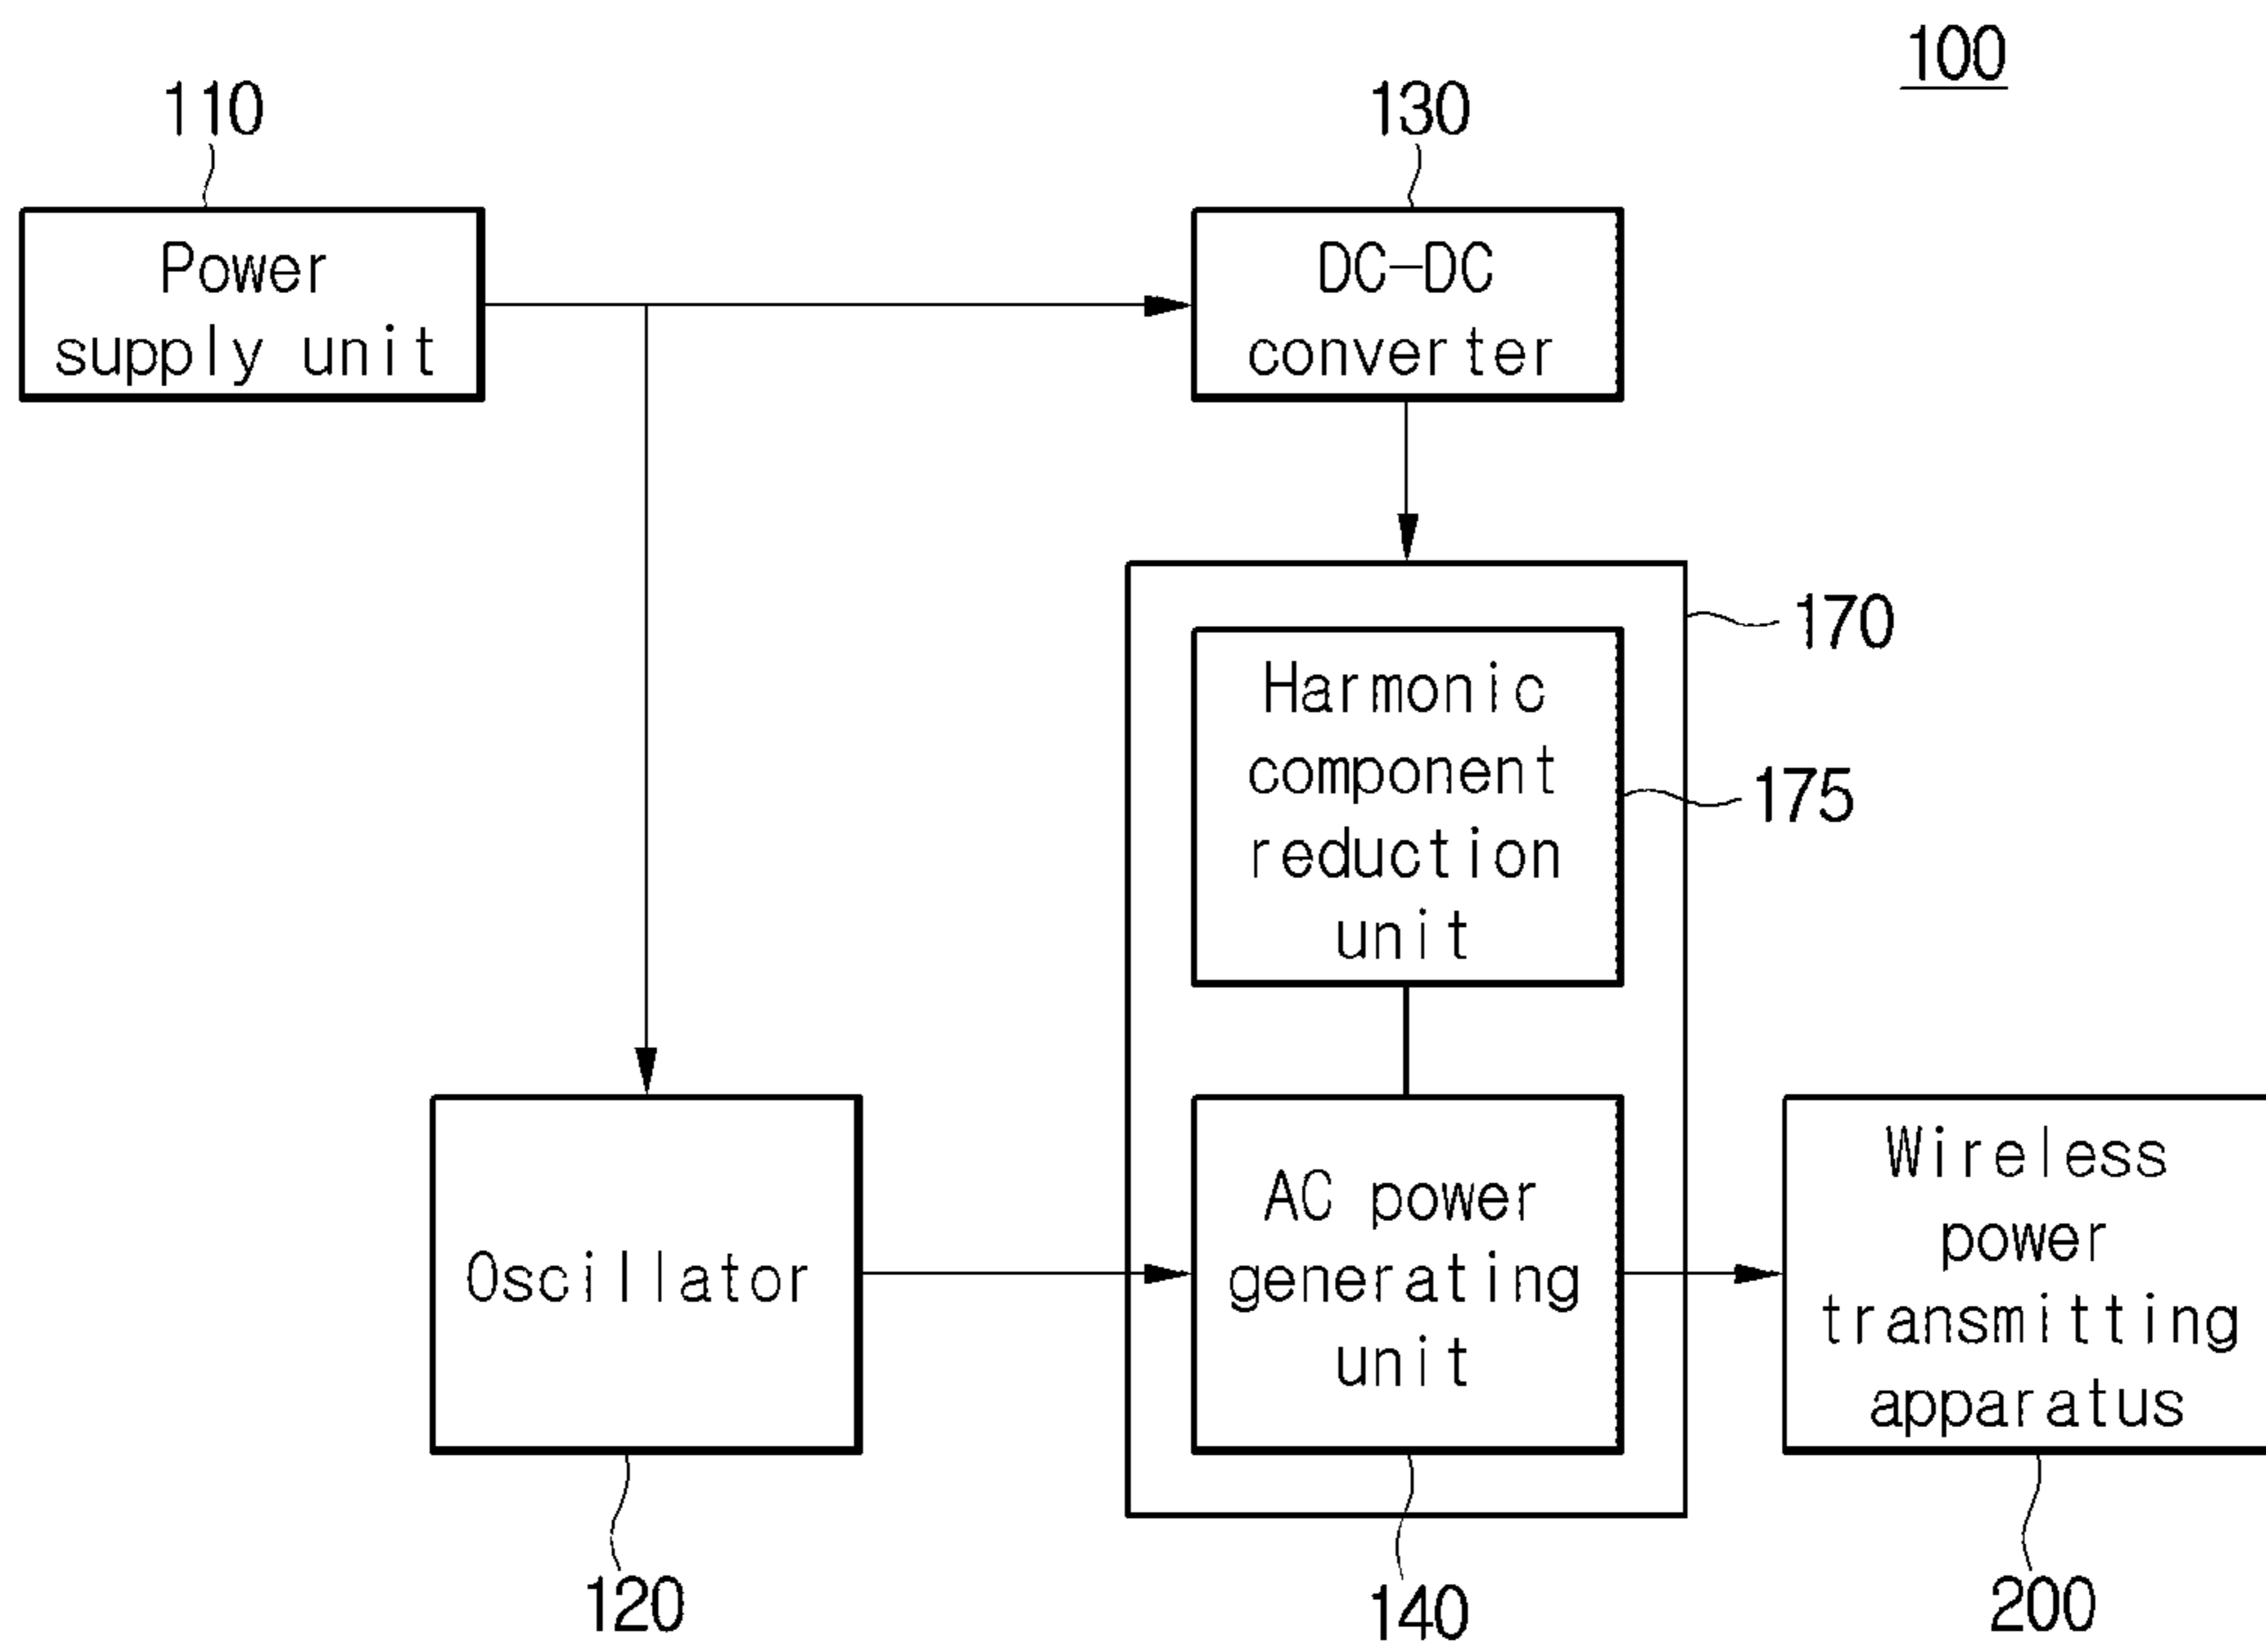 100
110
130
Power
supply unit
DC-DC
converter
170
Harmonic
component
reduction
unit
175
Oscillator
AC power
generating
unit
Wireless
power
transmitting
apparatus
120
140
200